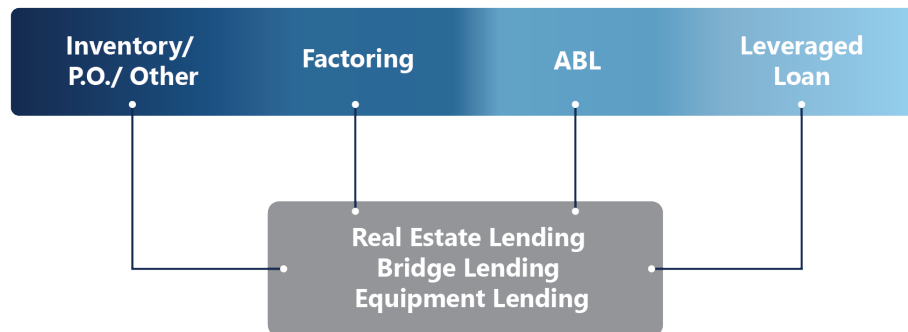 Inventory/
P.O./ Other
Factoring
ABL
Leveraged
Loan
Real Estate Lending
Bridge Lending
Equipment Lending